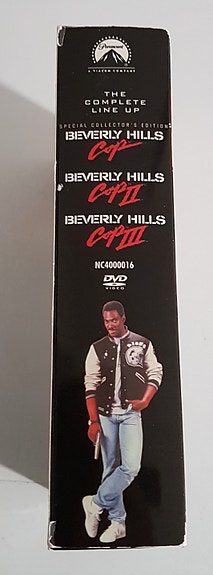 Paramount
A VIACOM COMPANY
THE
COMPLETE
LINE UP
SPECIAL COLLECTOR'S EDITION
BEVERLY HILLS
Cop
BEVERLY HILLS
Cop II
BEVERLY HILLS
Cop III
NC4000016
DVD
VIDEO